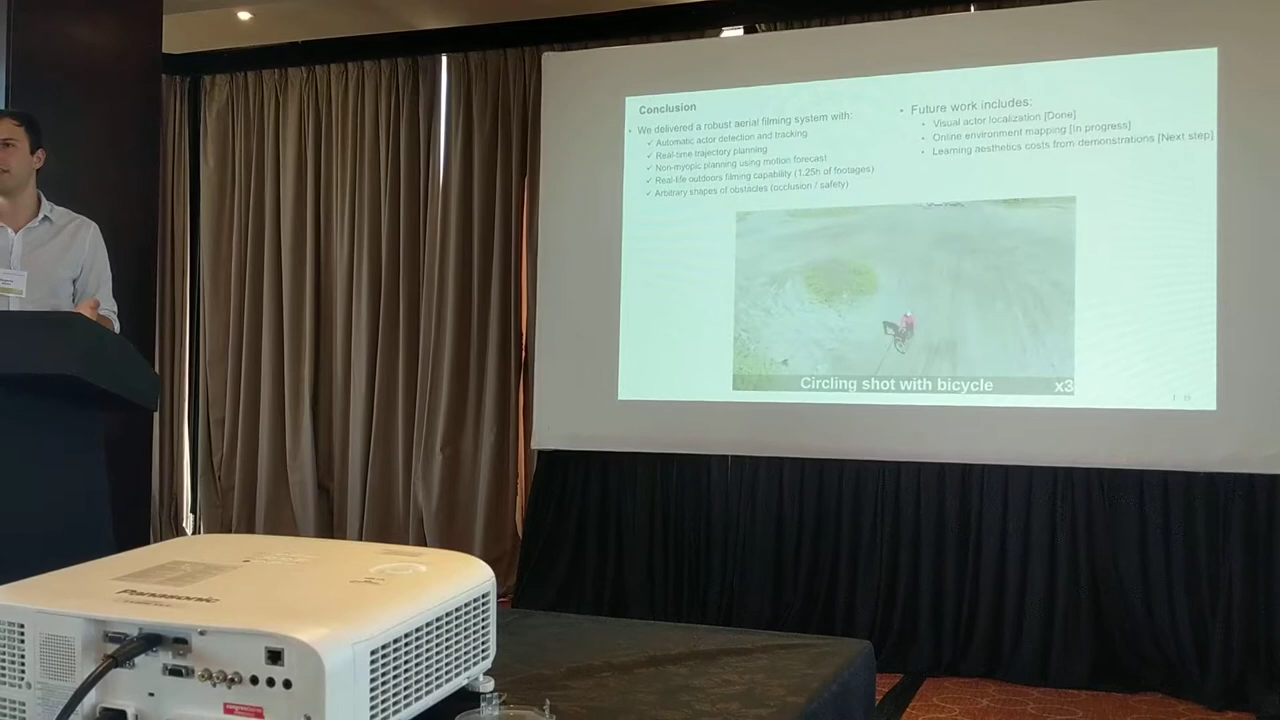 Conclusion
• We delivered a robust aerial filming system with:
✓ Automatic actor detection and tracking
✓ Real-time trajectory planning
✓ Non-myopic planning using motion forecast
✓ Real-life outdoors filming capability (1.25h of footages)
✓ Arbitrary shapes of obstacles (occlusion / safety)
• Future work includes:
• Visual actor localization [Done]
• Online environment mapping [In progress]
• Learning aesthetics costs from demonstrations [Next step]
Circling shot with bicycle x3
Panasonic